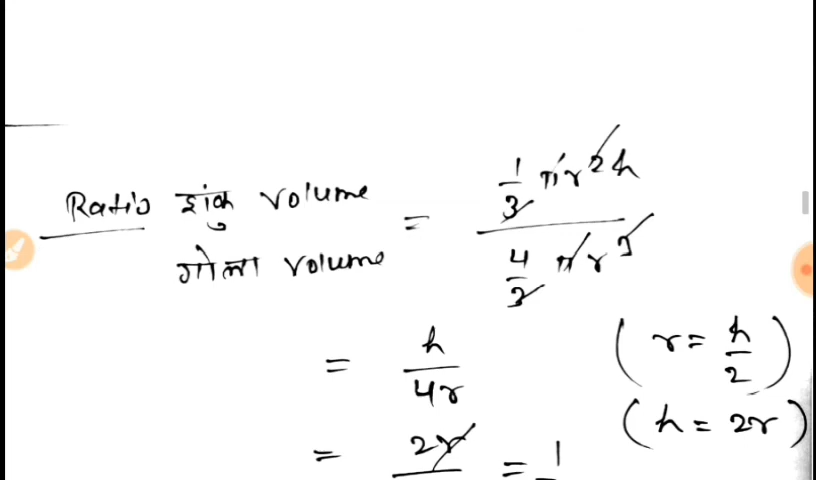 Ratio शंकु volume = 1/3 πr²h
गोला volume 4/3 πr³
= h/4r (r = h/2)
(h = 2r)
= 2r = 1